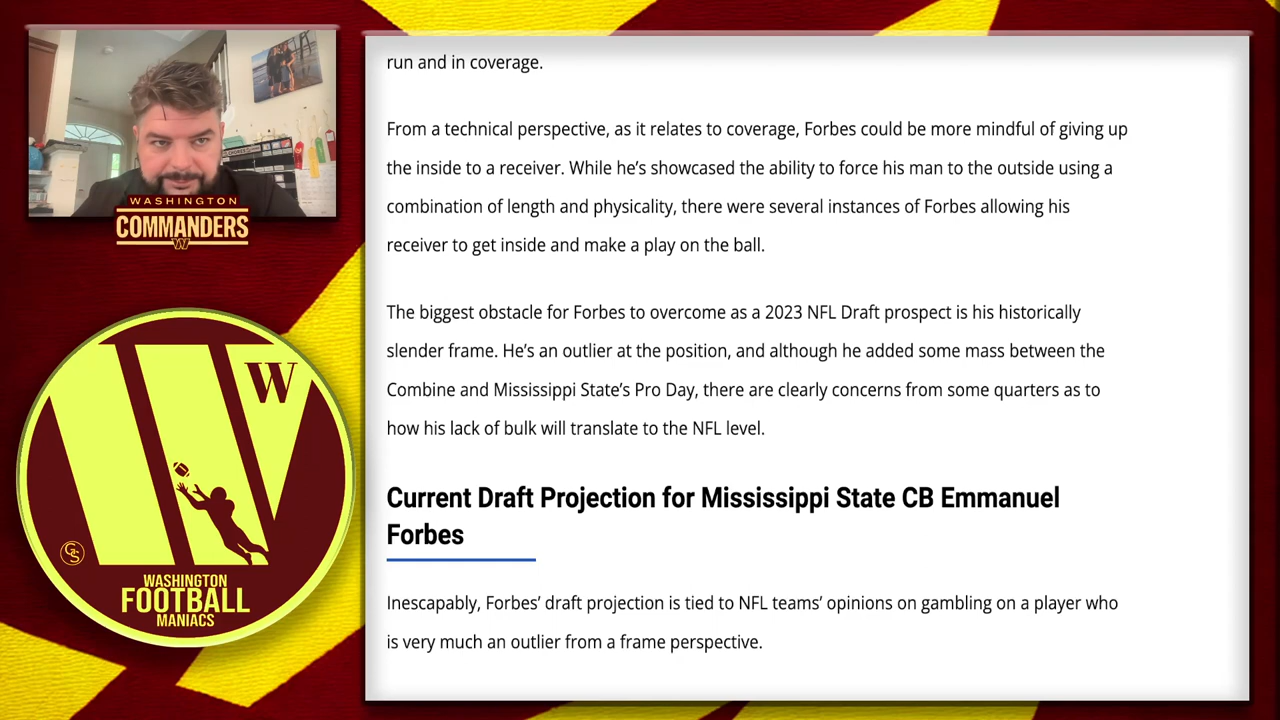 WASHINGTON
COMMANDERS
W
W
GS
WASHINGTON
FOOTBALL
MANIACS
run and in coverage.
From a technical perspective, as it relates to coverage, Forbes could be more mindful of giving up
the inside to a receiver. While he’s showcased the ability to force his man to the outside using a
combination of length and physicality, there were several instances of Forbes allowing his
receiver to get inside and make a play on the ball.
The biggest obstacle for Forbes to overcome as a 2023 NFL Draft prospect is his historically
slender frame. He’s an outlier at the position, and although he added some mass between the
Combine and Mississippi State’s Pro Day, there are clearly concerns from some quarters as to
how his lack of bulk will translate to the NFL level.
Current Draft Projection for Mississippi State CB Emmanuel
Forbes
Inescapably, Forbes’ draft projection is tied to NFL teams’ opinions on gambling on a player who
is very much an outlier from a frame perspective.